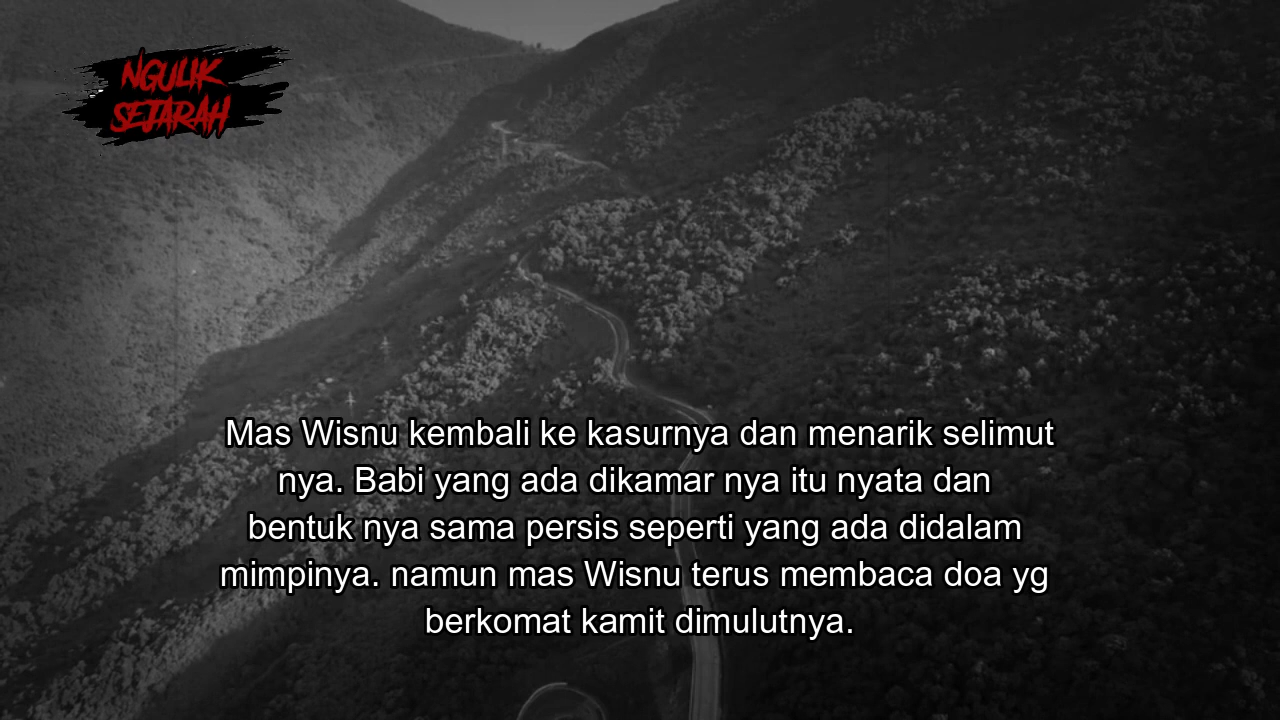 NGULIK
SEJARAH
Mas Wisnu kembali ke kasurnya dan menarik selimut
nya. Babi yang ada dikamar nya itu nyata dan
bentuk nya sama persis seperti yang ada didalam
mimpinya. namun mas Wisnu terus membaca doa yg
berkomat kamit dimulutnya.